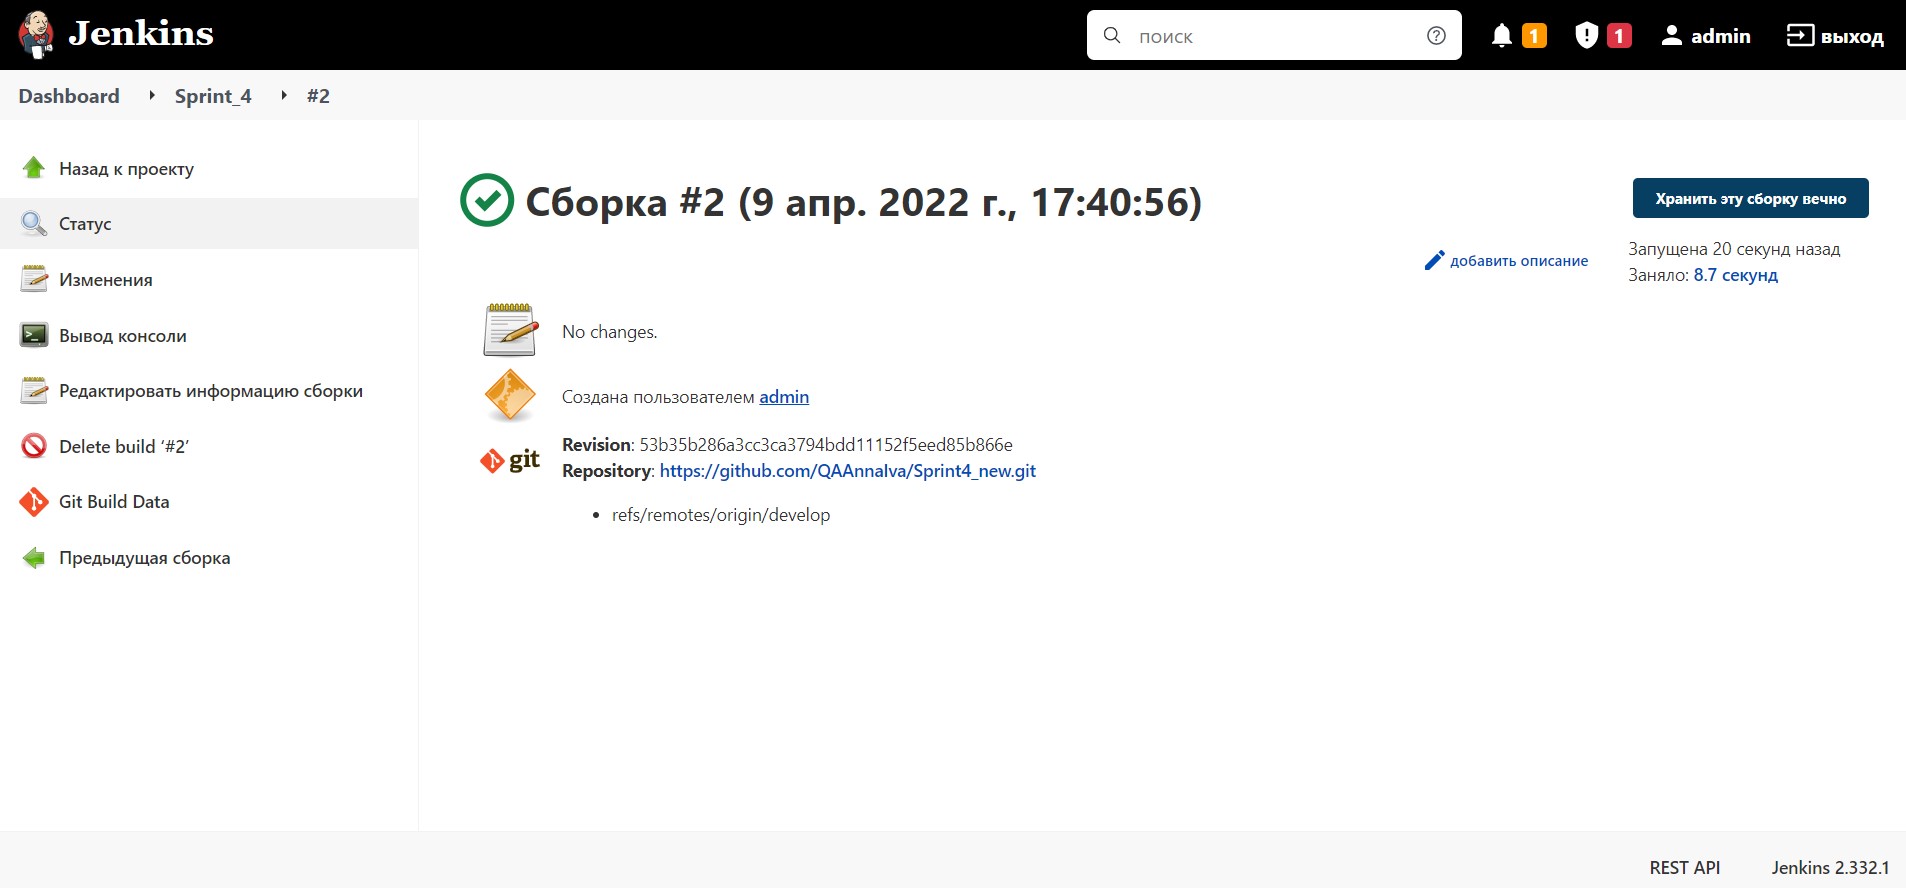 Jenkins
поиск
1
1
admin
выход
Dashboard
Sprint_4
#2
Назад к проекту
Статус
Изменения
Вывод консоли
Редактировать информацию сборки
Delete build ‘#2’
Git Build Data
Предыдущая сборка
Сборка #2 (9 апр. 2022 г., 17:40:56)
Хранить эту сборку вечно
добавить описание
Запущена 20 секунд назад
Заняло: 8.7 секунд
No changes.
Создана пользователем admin
git
Revision: 53b35b286a3cc3ca3794bdd11152f5eed85b866e
Repository: https://github.com/QAAnnaIva/Sprint4_new.git
• refs/remotes/origin/develop
REST API
Jenkins 2.332.1